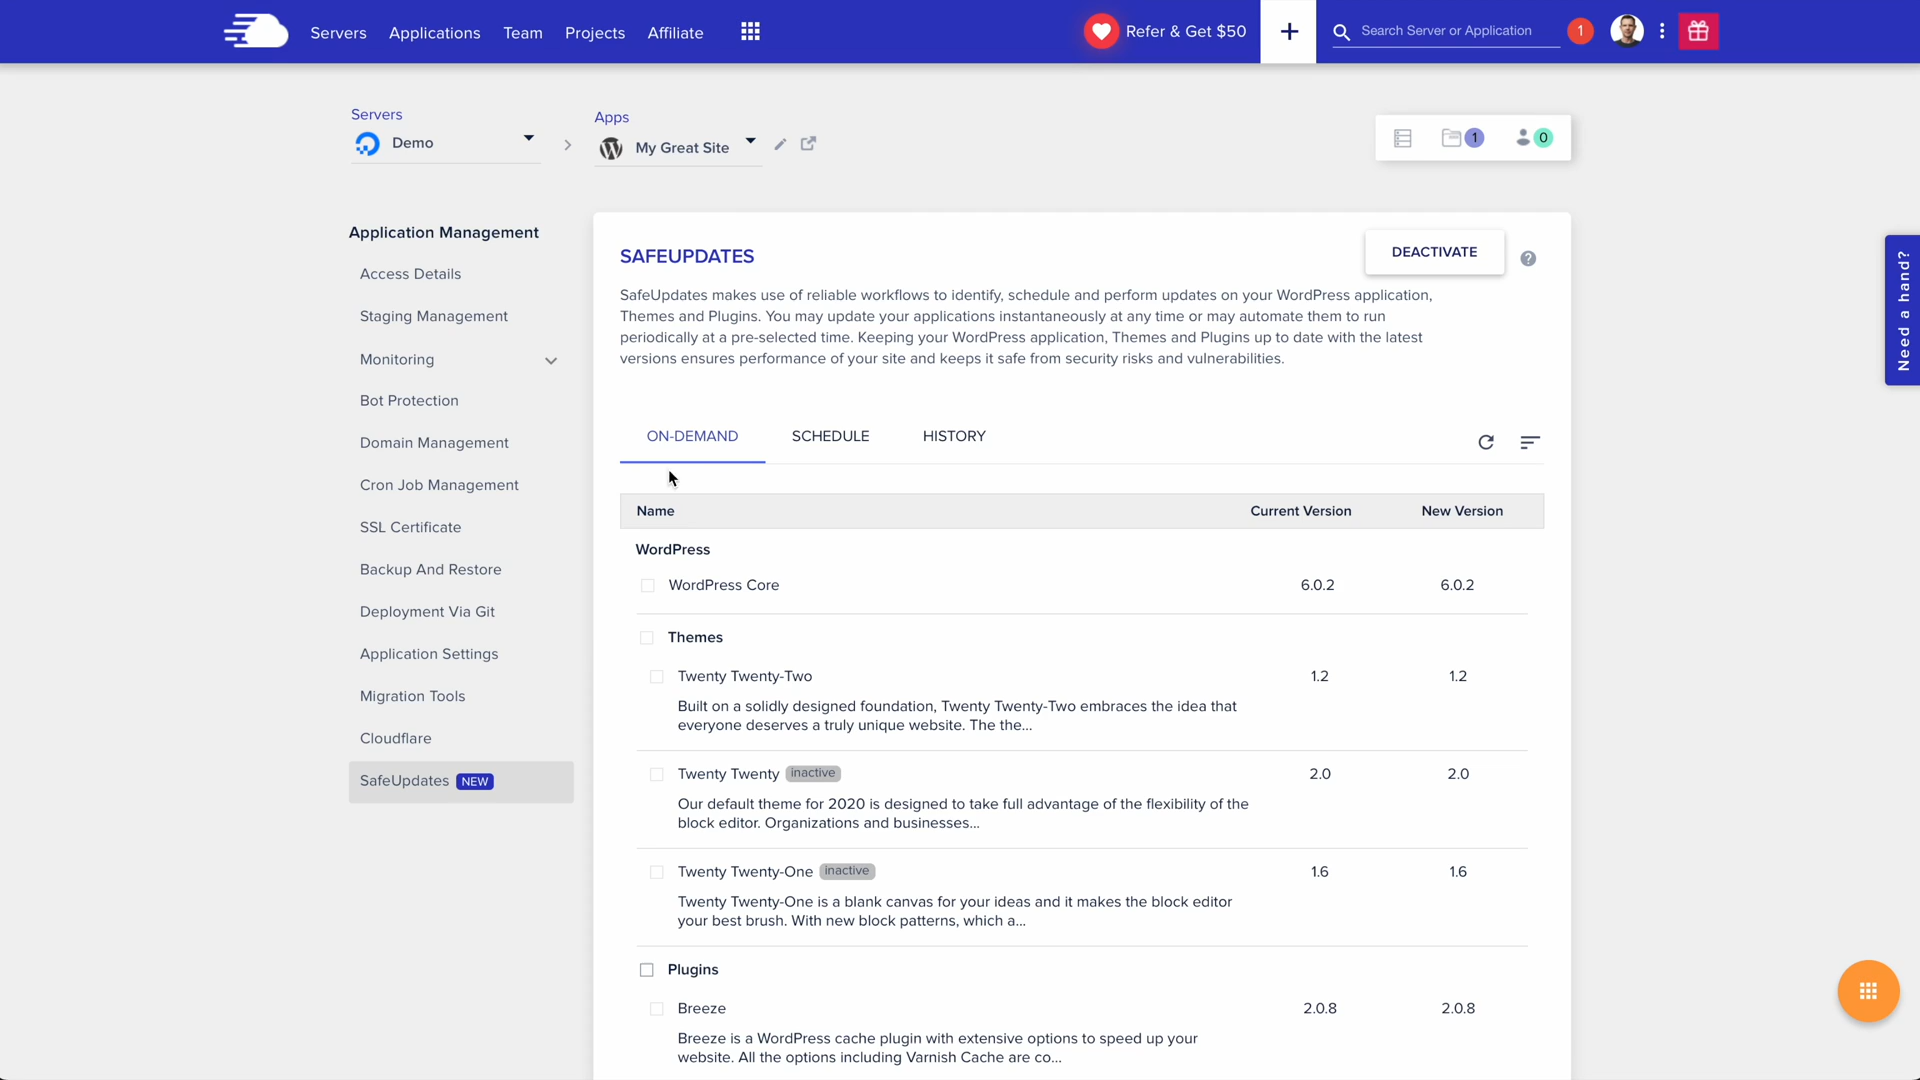 Servers Applications Team Projects Affiliate Refer & Get $50 + Search Server or Application 1
Servers
Demo
Apps
My Great Site
1 0
Need a hand?
Application Management
Access Details
Staging Management
Monitoring
Bot Protection
Domain Management
Cron Job Management
SSL Certificate
Backup And Restore
Deployment Via Git
Application Settings
Migration Tools
Cloudflare
SafeUpdates NEW
SAFEUPDATES
DEACTIVATE ?
SafeUpdates makes use of reliable workflows to identify, schedule and perform updates on your WordPress application,
Themes and Plugins. You may update your applications instantaneously at any time or may automate them to run
periodically at a pre-selected time. Keeping your WordPress application, Themes and Plugins up to date with the latest
versions ensures performance of your site and keeps it safe from security risks and vulnerabilities.
ON-DEMAND SCHEDULE HISTORY
Name Current Version New Version
WordPress
WordPress Core 6.0.2 6.0.2
Themes
Twenty Twenty-Two 1.2 1.2
Built on a solidly designed foundation, Twenty Twenty-Two embraces the idea that
everyone deserves a truly unique website. The the...
Twenty Twenty inactive 2.0 2.0
Our default theme for 2020 is designed to take full advantage of the flexibility of the
block editor. Organizations and businesses...
Twenty Twenty-One inactive 1.6 1.6
Twenty Twenty-One is a blank canvas for your ideas and it makes the block editor
your best brush. With new block patterns, which a...
Plugins
Breeze 2.0.8 2.0.8
Breeze is a WordPress cache plugin with extensive options to speed up your
website. All the options including Varnish Cache are co...